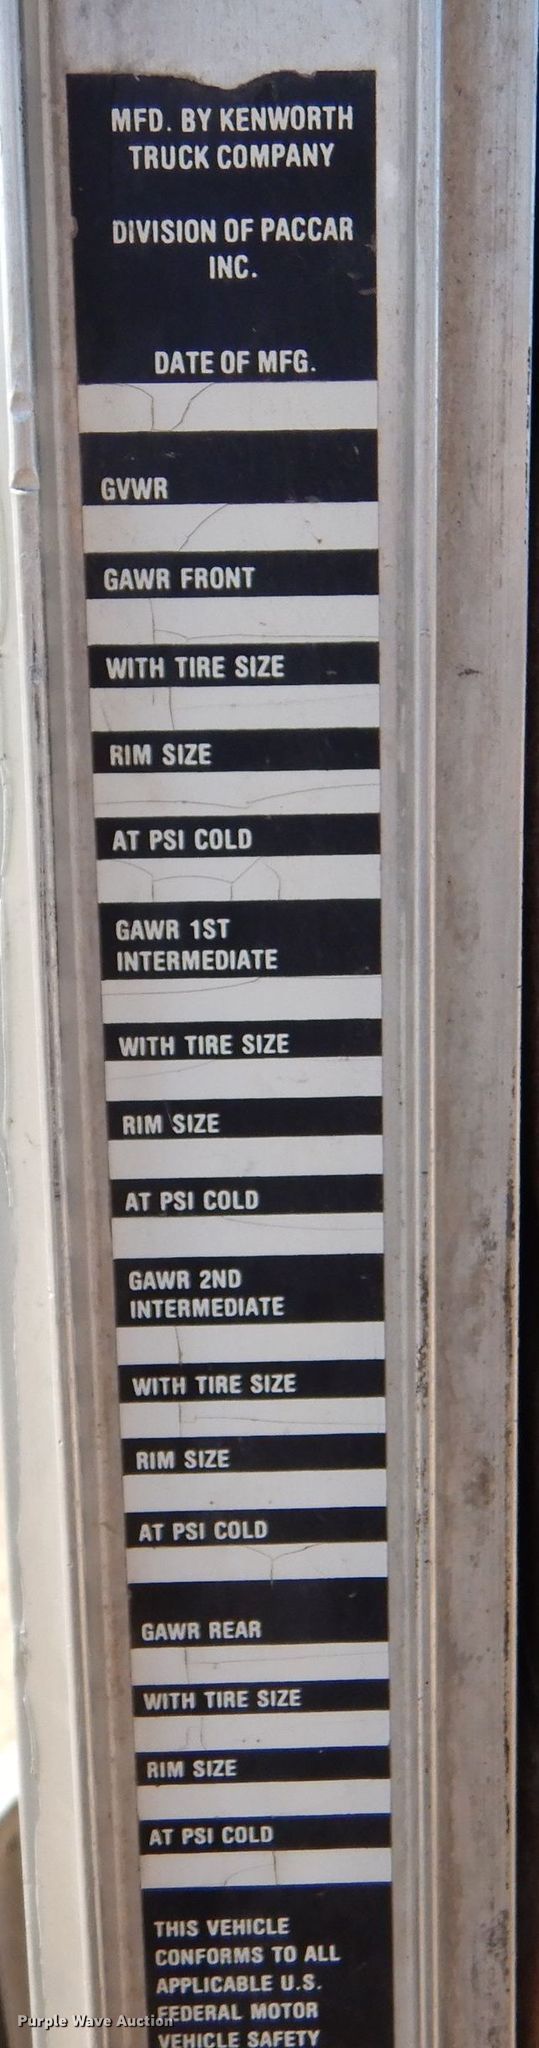 MFD. BY KENWORTH
TRUCK COMPANY
DIVISION OF PACCAR
INC.
DATE OF MFG.
GVWR
GAWR FRONT
WITH TIRE SIZE
RIM SIZE
AT PSI COLD
GAWR 1ST
INTERMEDIATE
WITH TIRE SIZE
RIM SIZE
AT PSI COLD
GAWR 2ND
INTERMEDIATE
WITH TIRE SIZE
RIM SIZE
AT PSI COLD
GAWR REAR
WITH TIRE SIZE
RIM SIZE
AT PSI COLD
THIS VEHICLE
CONFORMS TO ALL
APPLICABLE U.S.
FEDERAL MOTOR
VEHICLE SAFETY
Purple Wave Auction